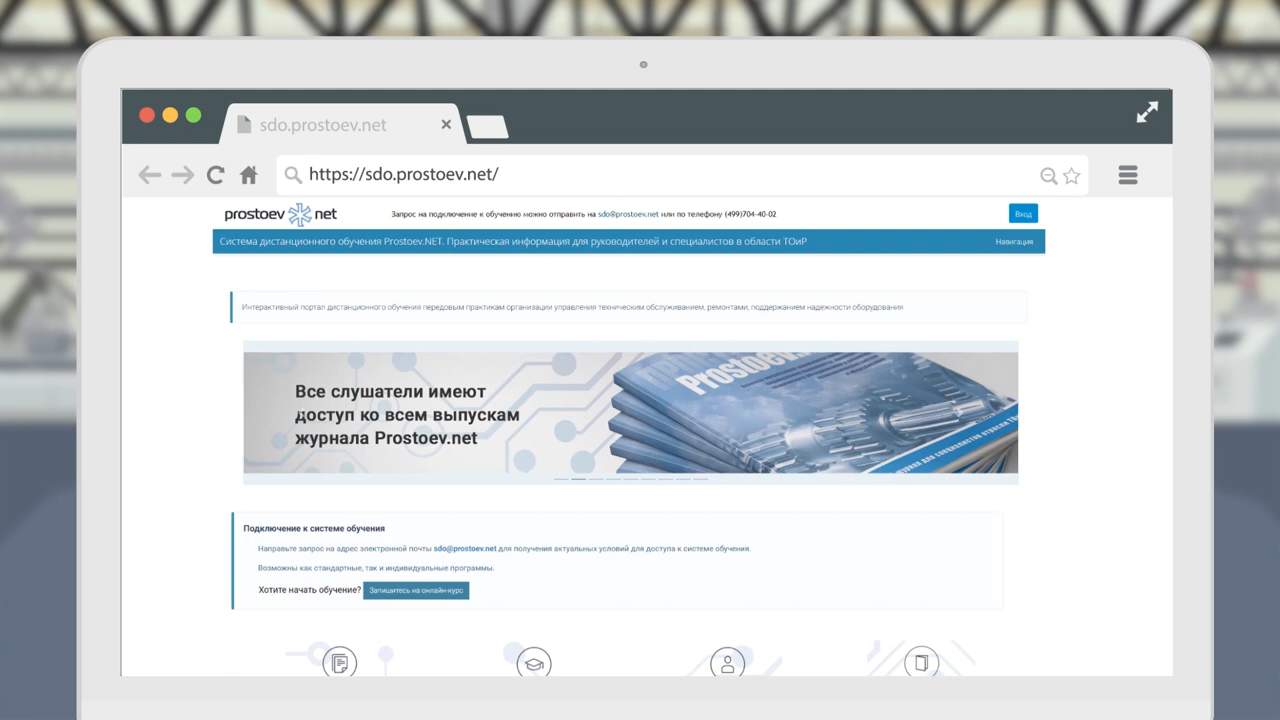 sdo.prostoev.net
https://sdo.prostoev.net/
prostoev net
Запрос на подключение к обучению можно отправить на sdo@prostoev.net или по телефону (499)704-40-02
Вход
Система дистанционного обучения Prostoev.NET. Практическая информация для руководителей и специалистов в области ТОиР
Навигация
Интерактивный портал дистанционного обучения передовым практикам организации управления техническим обслуживанием, ремонтами, поддержанием надежности оборудования
Все слушатели имеют
доступ ко всем выпускам
журнала Prostoev.net
Prostoev.
журнал для специалистов отрасли
Подключение к системе обучения
Направьте запрос на адрес электронной почты sdo@prostoev.net для получения актуальных условий для доступа к системе обучения.
Возможны как стандартные, так и индивидуальные программы.
Хотите начать обучение? Запишитесь на онлайн-курс